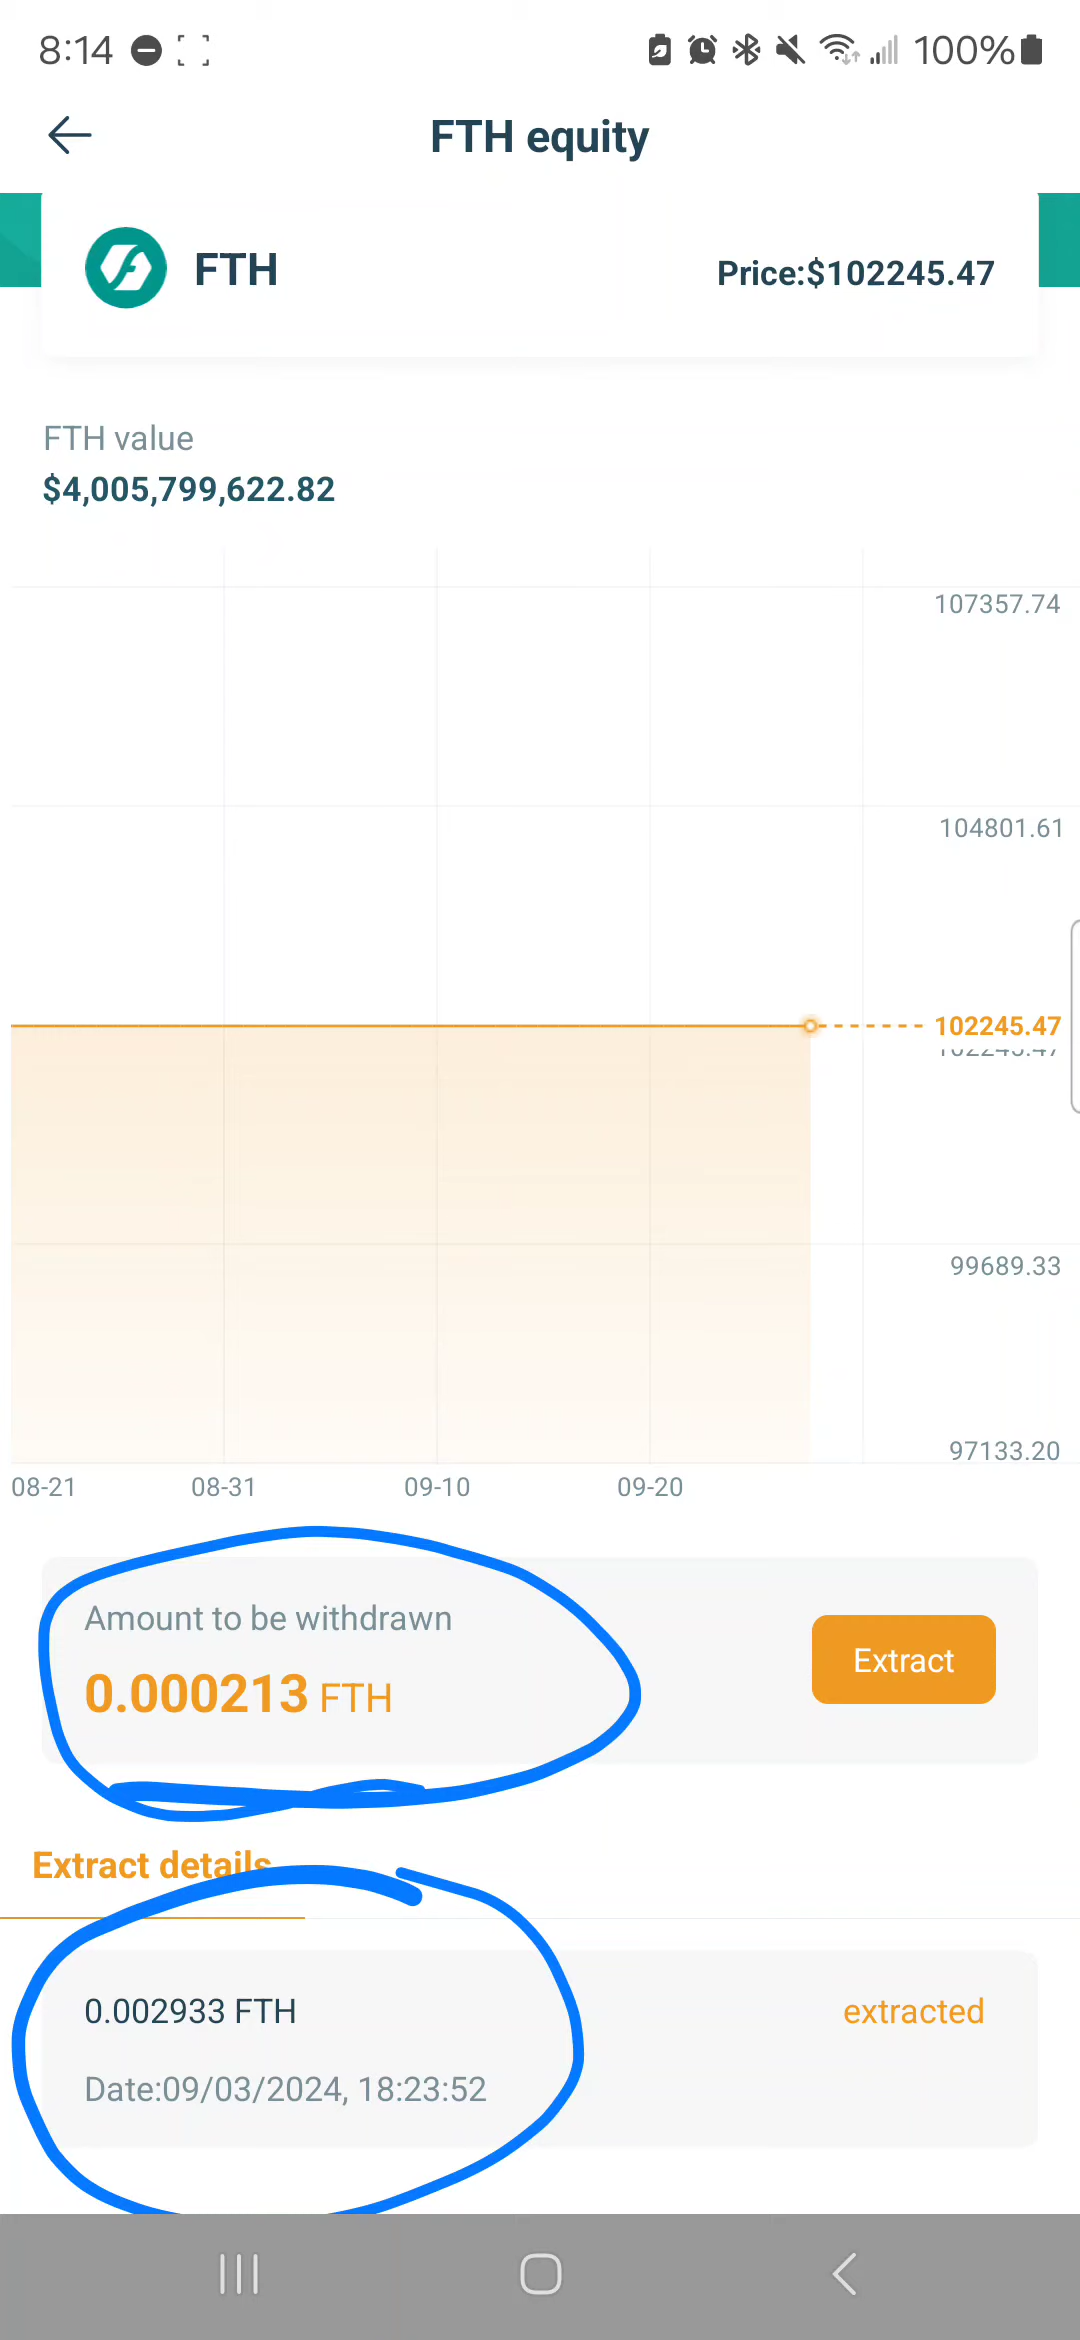 8:14 100%
FTH equity
FTH Price:$102245.47
FTH value
$4,005,799,622.82
107357.74
104801.61
102245.47
102245.47
99689.33
97133.20
08-21 08-31 09-10 09-20
Amount to be withdrawn
0.000213 FTH
Extract
Extract details
0.002933 FTH extracted
Date:09/03/2024, 18:23:52